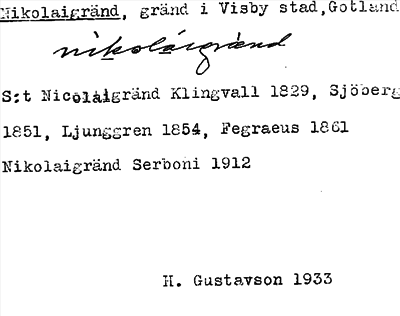 Nikolaigränd, gränd i Visby stad, Gotland
nikoláigränd
S:t Nicolaigränd Klingvall 1829, Sjöberg
1851, Ljunggren 1854, Fegraeus 1861
Nikolaigränd Serboni 1912
H. Gustavson 1933